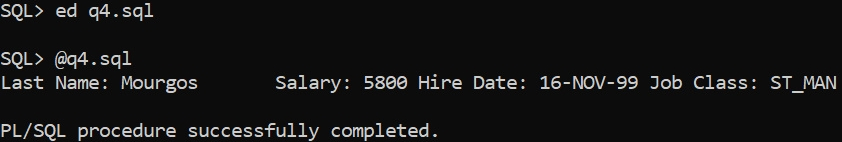 SQL> ed q4.sql
SQL> @q4.sql
Last Name: Mourgos        Salary: 5800 Hire Date: 16-NOV-99 Job Class: ST_MAN
PL/SQL procedure successfully completed.